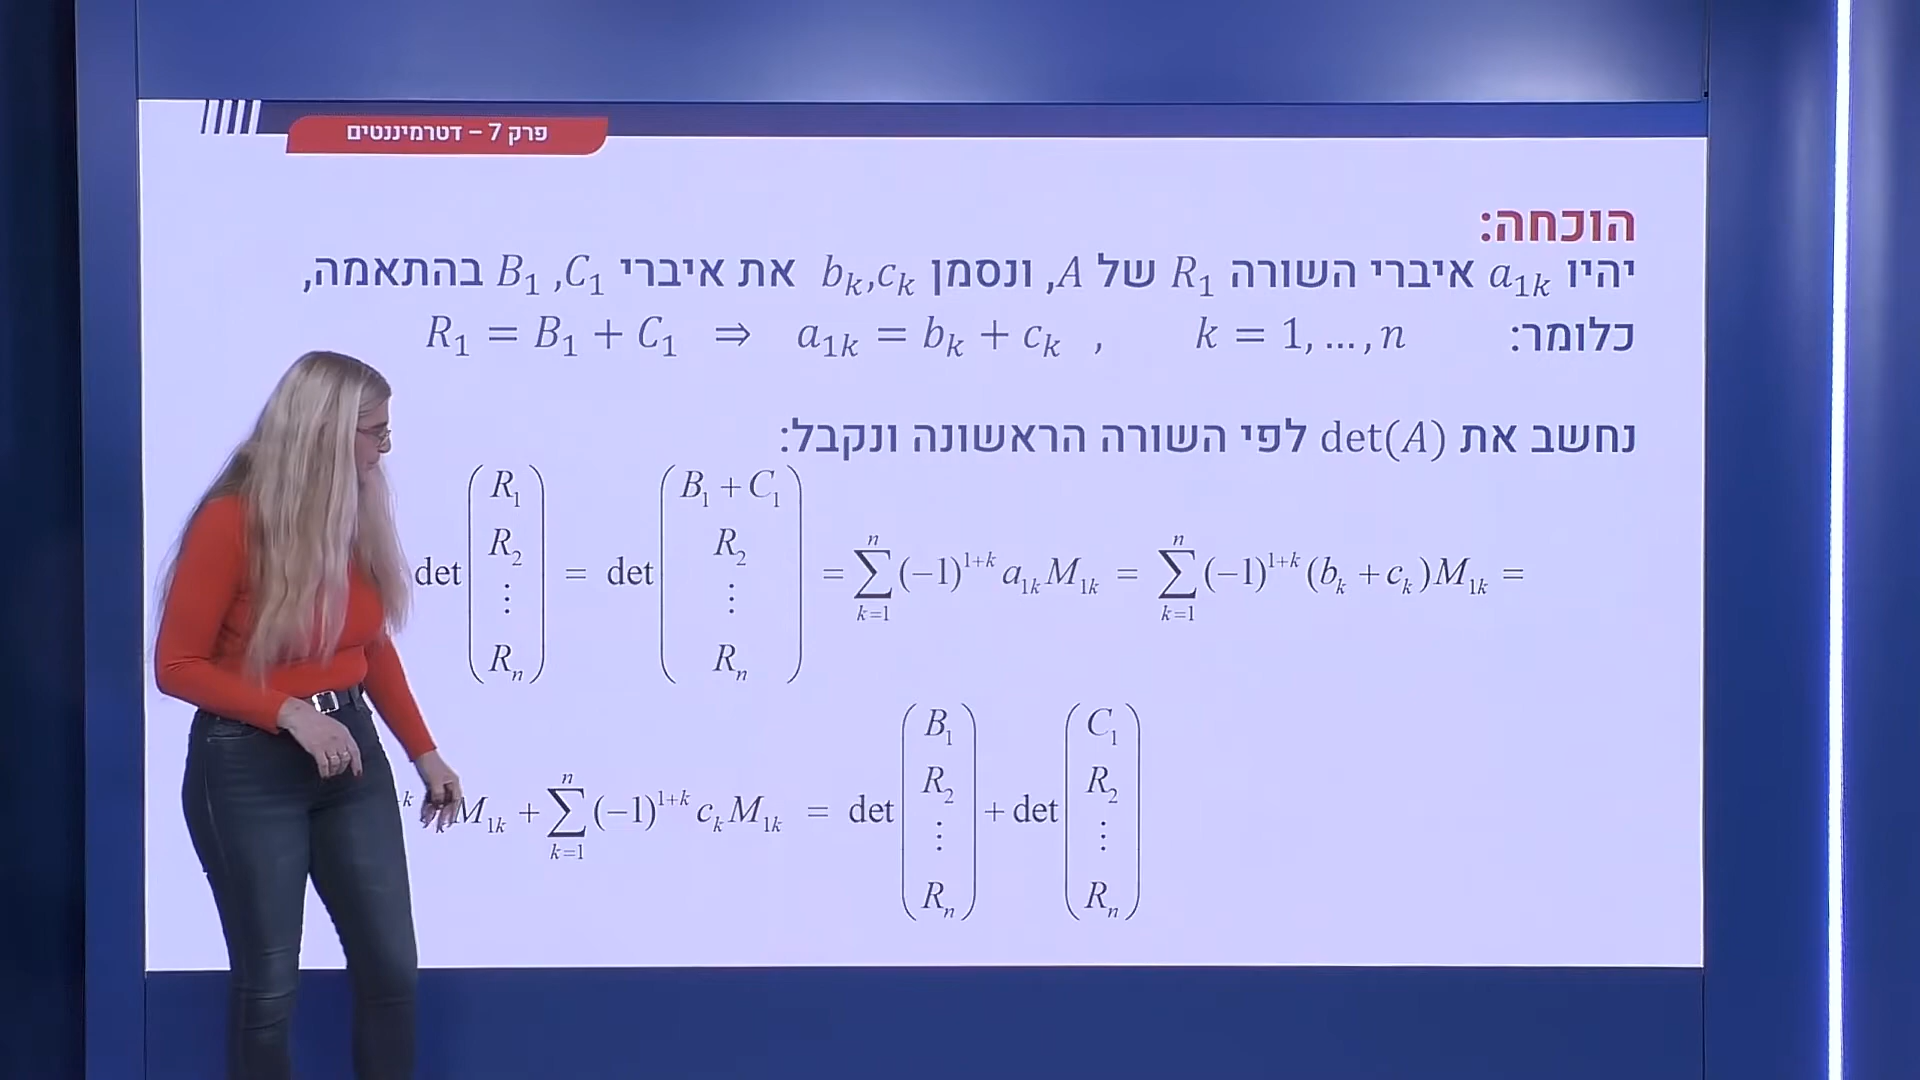 פרק 7 – דטרמיננטים
הוכחה:
יהיו a_{1k} איברי השורה R_1 של A, ונסמן b_k,c_k את איברי B_1 ,C_1 בהתאמה,
כלומר: R_1 = B_1 + C_1 ⇒ a_{1k} = b_k + c_k , k = 1, … , n
נחשב את det(A) לפי השורה הראשונה ונקבל:
det \begin{pmatrix} R_1 \\ R_2 \\ \vdots \\ R_n \end{pmatrix} = det \begin{pmatrix} B_1 + C_1 \\ R_2 \\ \vdots \\ R_n \end{pmatrix} = \sum_{k=1}^{n} (−1)^{1+k} a_{1k} M_{1k} = \sum_{k=1}^{n} (−1)^{1+k} (b_k + c_k) M_{1k} =
M_{1k} + \sum_{k=1}^{n} (−1)^{1+k} c_k M_{1k} = det \begin{pmatrix} B_1 \\ R_2 \\ \vdots \\ R_n \end{pmatrix} + det \begin{pmatrix} C_1 \\ R_2 \\ \vdots \\ R_n \end{pmatrix}